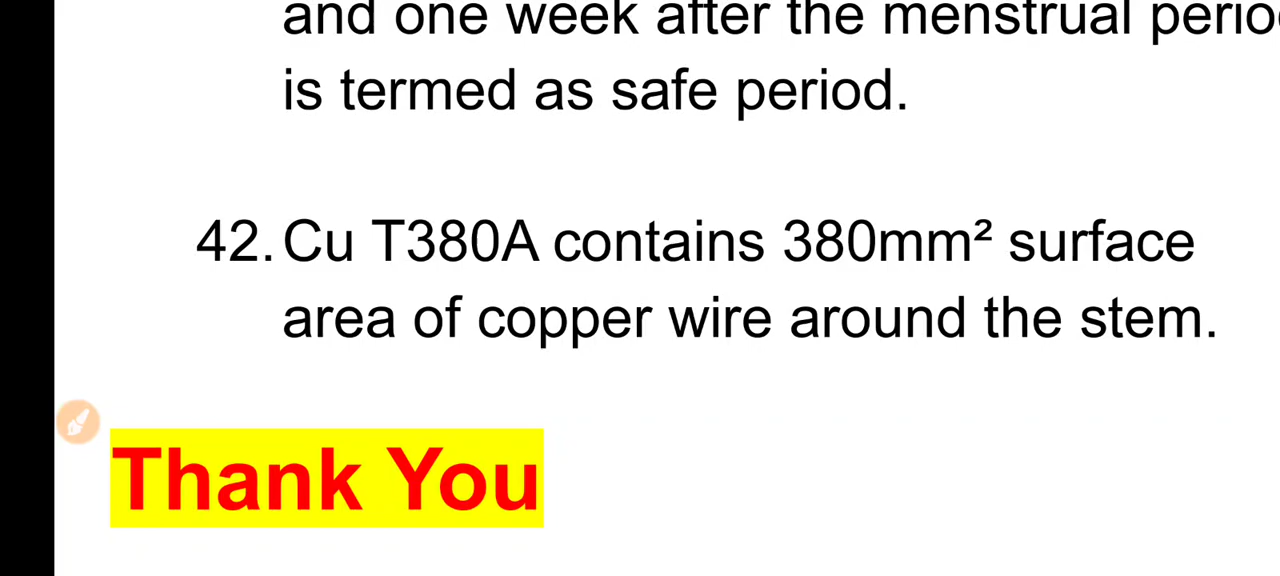 and one week after the menstrual
is termed as safe period.
42. Cu T380A contains 380mm² surface
area of copper wire around the stem.
Thank You